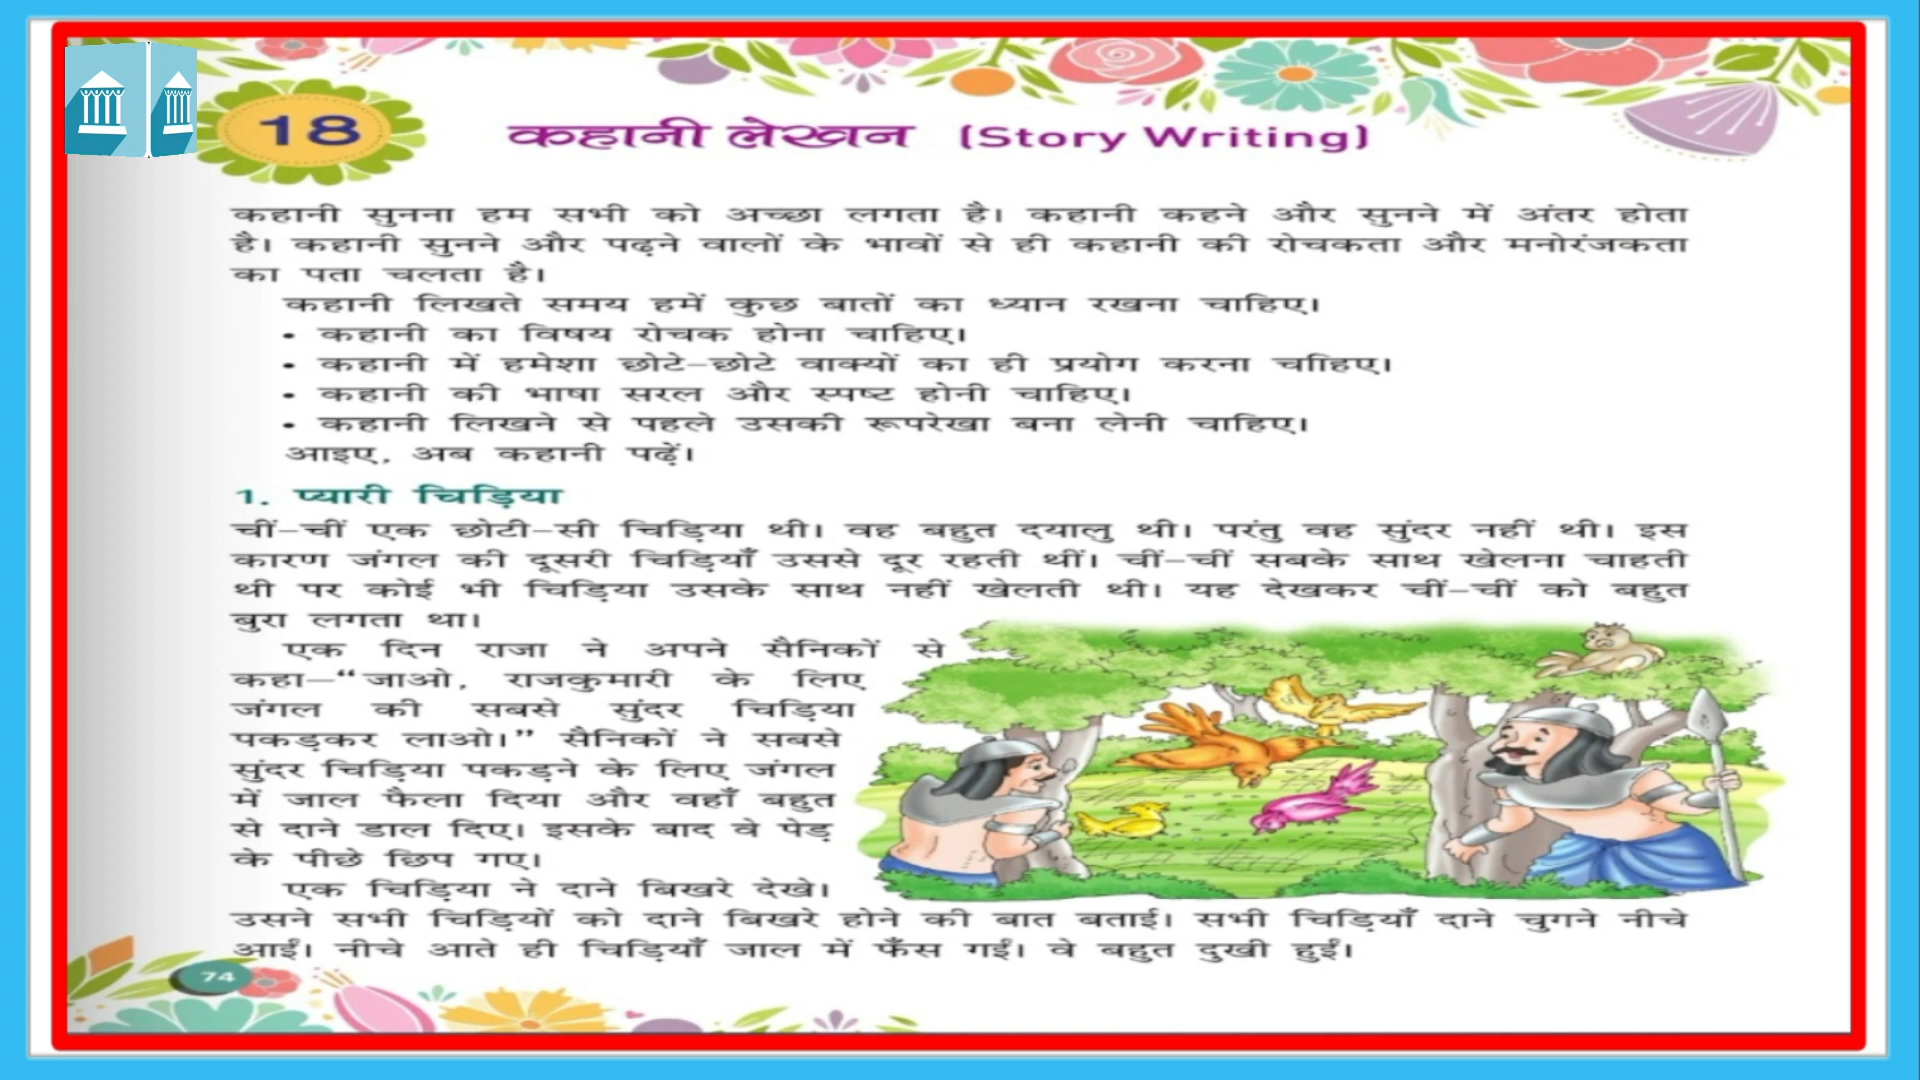 18
कहानी लेखन (Story Writing)
कहानी सुनना हम सभी को अच्छा लगता है। कहानी कहने और सुनने में अंतर होता
है। कहानी सुनने और पढ़ने वालों के भावों से ही कहानी की रोचकता और मनोरंजकता
का पता चलता है।
कहानी लिखते समय हमें कुछ बातों का ध्यान रखना चाहिए।
• कहानी का विषय रोचक होना चाहिए।
• कहानी में हमेशा छोटे-छोटे वाक्यों का ही प्रयोग करना चाहिए।
• कहानी की भाषा सरल और स्पष्ट होनी चाहिए।
• कहानी लिखने से पहले उसकी रूपरेखा बना लेनी चाहिए।
आइए, अब कहानी पढ़ें।
1. प्यारी चिड़िया
चीं-चीं एक छोटी-सी चिड़िया थी। वह बहुत दयालु थी। परंतु वह सुंदर नहीं थी। इस
कारण जंगल की दूसरी चिड़ियाँ उससे दूर रहती थीं। चीं-चीं सबके साथ खेलना चाहती
थी पर कोई भी चिड़िया उसके साथ नहीं खेलती थी। यह देखकर चीं-चीं को बहुत
बुरा लगता था।
एक दिन राजा ने अपने सैनिकों से
कहा—“जाओ, राजकुमारी के लिए
जंगल की सबसे सुंदर चिड़िया
पकड़कर लाओ।” सैनिकों ने सबसे
सुंदर चिड़िया पकड़ने के लिए जंगल
में जाल फैला दिया और वहाँ बहुत
से दाने डाल दिए। इसके बाद वे पेड़
के पीछे छिप गए।
एक चिड़िया ने दाने बिखरे देखे।
उसने सभी चिड़ियों को दाने बिखरे होने की बात बताई। सभी चिड़ियाँ दाने चुगने नीचे
आईं। नीचे आते ही चिड़ियाँ जाल में फँस गईं। वे बहुत दुखी हुईं।
74